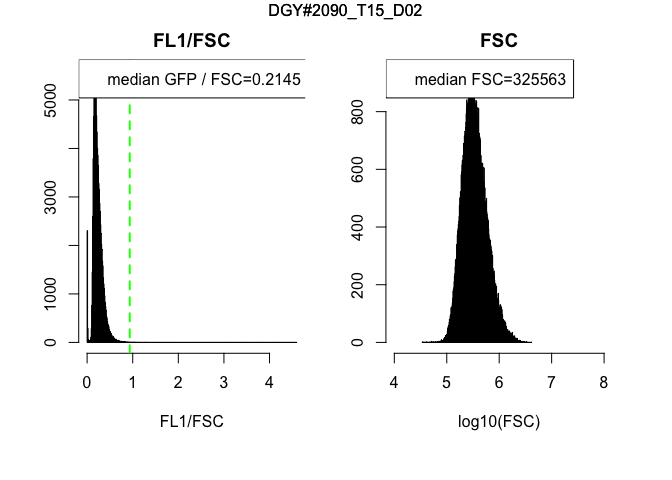 DGY#2090_T15_D02
FL1/FSC
median GFP / FSC=0.2145
0
1000
3000
5000
0
1
2
3
4
FL1/FSC
FSC
median FSC=325563
0
200
400
600
800
4
5
6
7
8
log10(FSC)